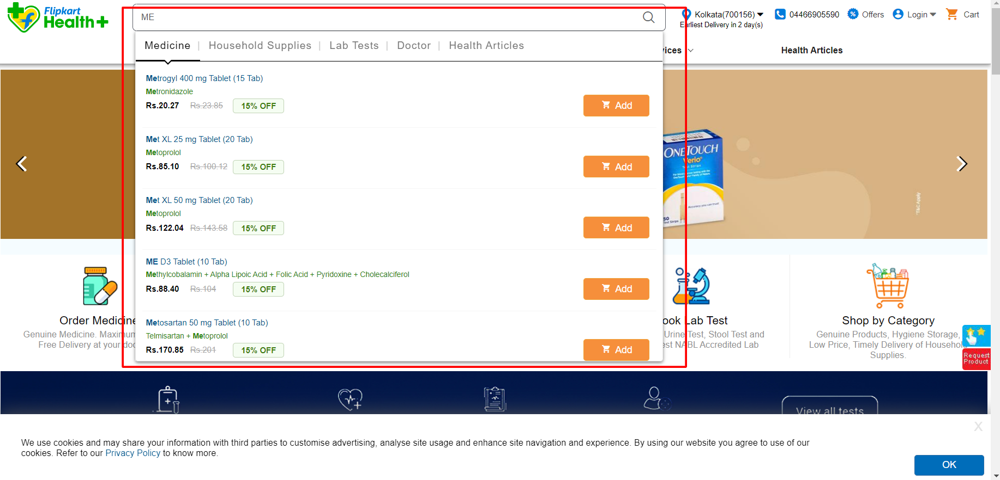 Flipkart
Health+
ME
Kolkata(700156)
Earliest Delivery in 2 day(s)
04466905590
Offers
Login
Cart
Medicine | Household Supplies | Lab Tests | Doctor | Health Articles
vices
Health Articles
Metrogyl 400 mg Tablet (15 Tab)
Metronidazole
Rs.20.27 Rs.23.85 15% OFF
Add
Met XL 25 mg Tablet (20 Tab)
Metoprolol
Rs.85.10 Rs.100.12 15% OFF
Add
Met XL 50 mg Tablet (20 Tab)
Metoprolol
Rs.122.04 Rs.143.58 15% OFF
Add
ME D3 Tablet (10 Tab)
Methylcobalamin + Alpha Lipoic Acid + Folic Acid + Pyridoxine + Cholecalciferol
Rs.88.40 Rs.104 15% OFF
Add
Metosartan 50 mg Tablet (10 Tab)
Telmisartan + Metoprolol
Rs.170.85 Rs.201 15% OFF
Add
ONETOUCH
Verio
Test Strips
Accuracy you can trust
50
Test Strips
*T&C Apply
Order Medicine
Genuine Medicine. Maximum
Free Delivery at your doo
ook Lab Test
Urine Test, Stool Test and
est NABL Accredited Lab
Shop by Category
Genuine Products, Hygiene Storage,
Low Price, Timely Delivery of Household
Supplies.
Request
Product
View all tests
X
We use cookies and may share your information with third parties to customise advertising, analyse site usage and enhance site navigation and experience. By using our website you agree to use of our
cookies. Refer to our Privacy Policy to know more.
OK